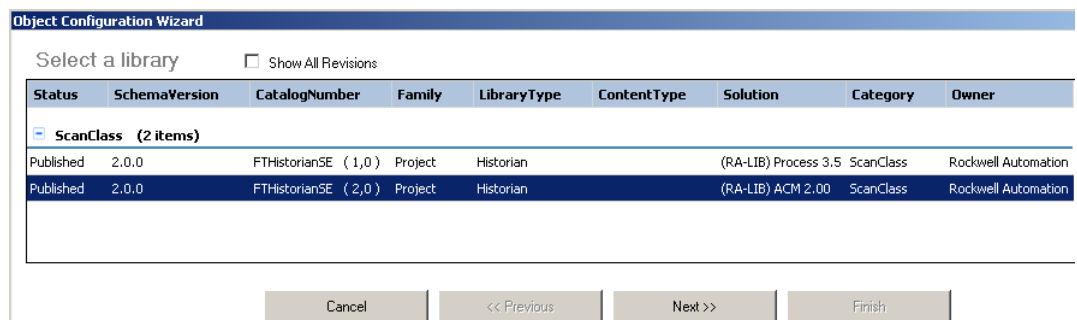 Object Configuration Wizard
Select a library Show All Revisions
Status SchemaVersion CatalogNumber Family LibraryType ContentType Solution Category Owner
ScanClass (2 items)
Published 2.0.0 FTHistorianSE ( 1,0 ) Project Historian (RA-LIB) Process 3.5 ScanClass Rockwell Automation
Published 2.0.0 FTHistorianSE ( 2,0 ) Project Historian (RA-LIB) ACM 2.00 ScanClass Rockwell Automation
Cancel << Previous Next >> Finish